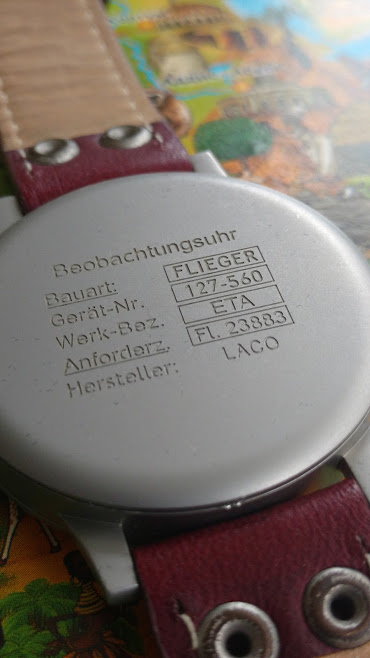 Beobachtungsuhr
Bauart: FLIEGER
Gerät-Nr. 127-560
Werk-Bez. ETA
Anforderz. Fl. 23883
Hersteller: LACO